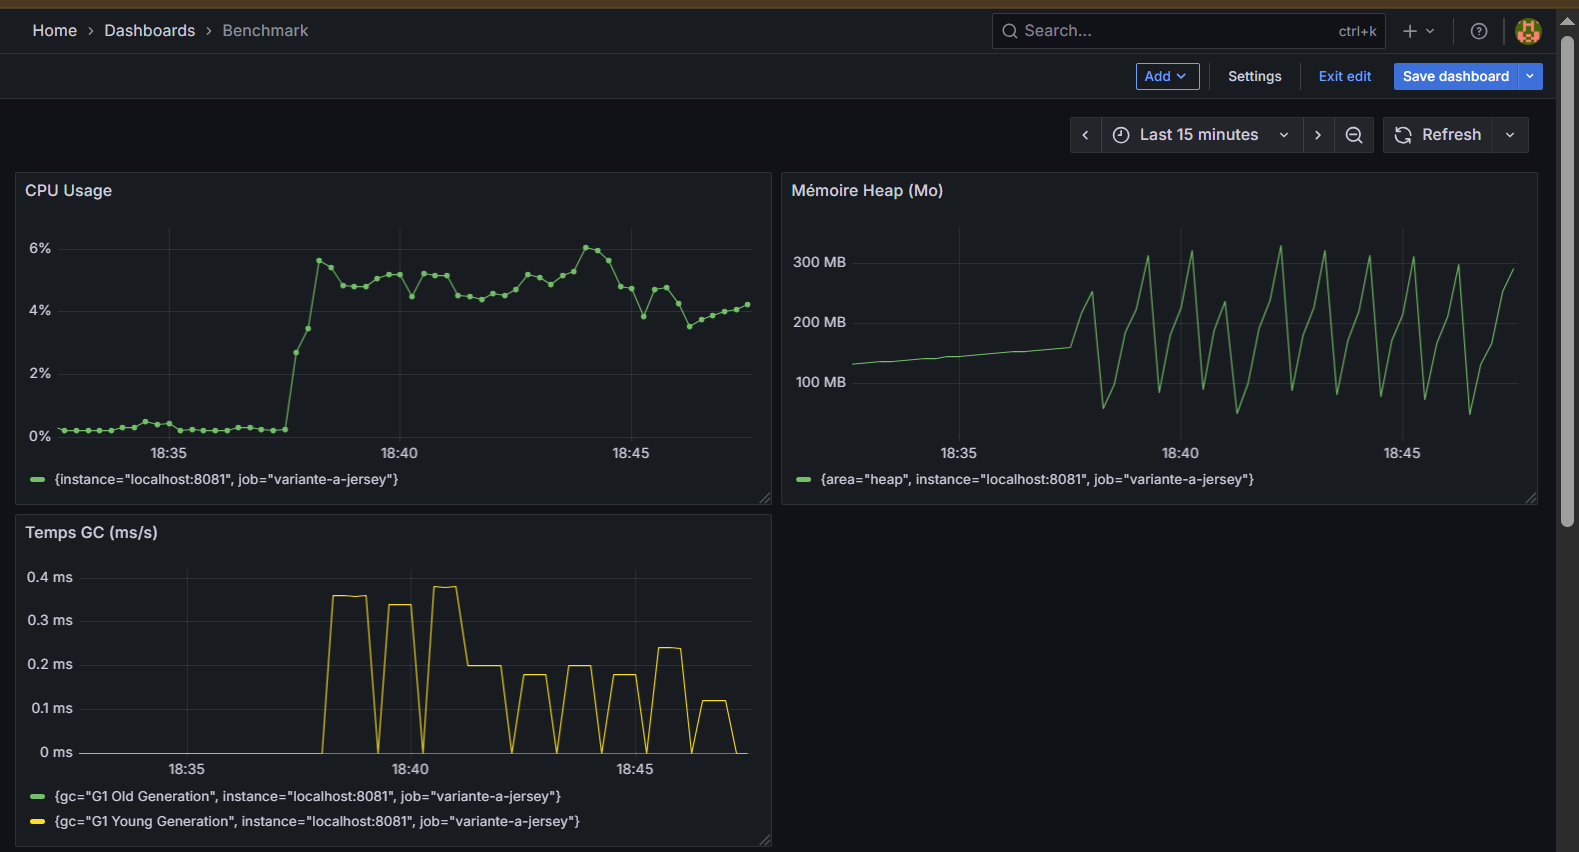 Home > Dashboards > Benchmark
Search... ctrl+k
Add
Settings
Exit edit
Save dashboard
Last 15 minutes
Refresh
CPU Usage
6%
4%
2%
0%
18:35 18:40 18:45
{instance="localhost:8081", job="variante-a-jersey"}
Mémoire Heap (Mo)
300 MB
200 MB
100 MB
18:35 18:40 18:45
{area="heap", instance="localhost:8081", job="variante-a-jersey"}
Temps GC (ms/s)
0.4 ms
0.3 ms
0.2 ms
0.1 ms
0 ms
18:35 18:40 18:45
{gc="G1 Old Generation", instance="localhost:8081", job="variante-a-jersey"}
{gc="G1 Young Generation", instance="localhost:8081", job="variante-a-jersey"}